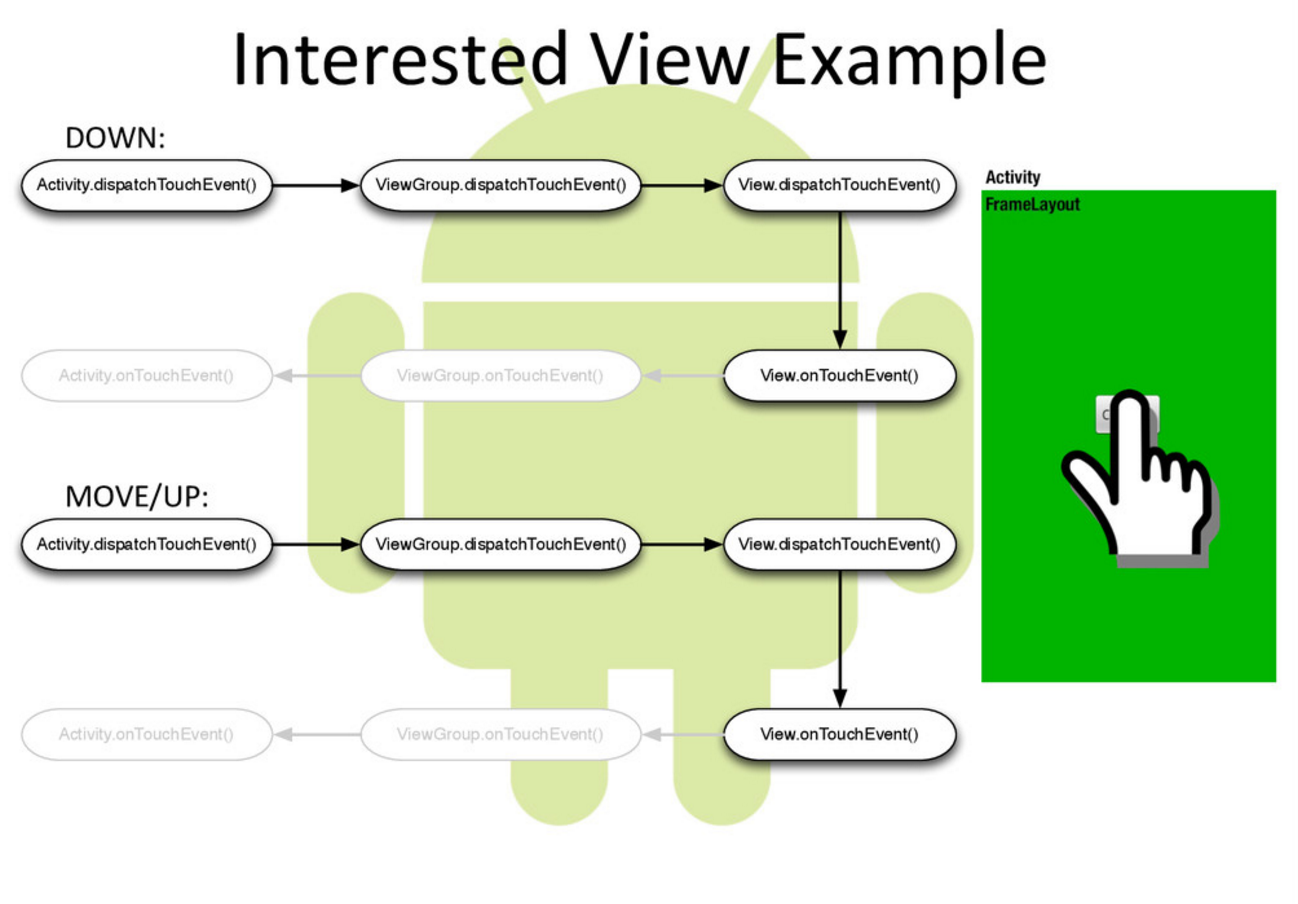 Interested View Example
DOWN:
Activity.dispatchTouchEvent()
ViewGroup.dispatchTouchEvent()
View.dispatchTouchEvent()
Activity
FrameLayout
Activity.onTouchEvent()
ViewGroup.onTouchEvent()
View.onTouchEvent()
MOVE/UP:
Activity.dispatchTouchEvent()
ViewGroup.dispatchTouchEvent()
View.dispatchTouchEvent()
Activity.onTouchEvent()
ViewGroup.onTouchEvent()
View.onTouchEvent()